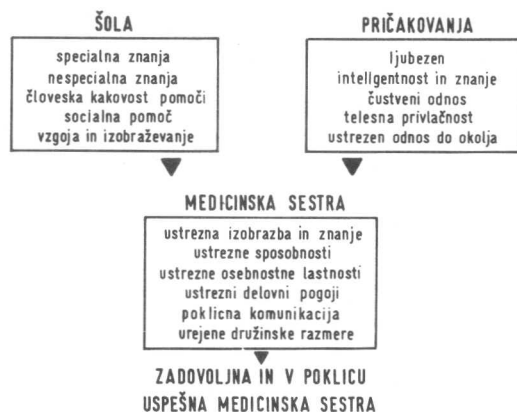 ŠOLA
specialna znanja
nespecialna znanja
človeska kakovost pomoči
socialna pomoč
vzgoja in izobraževanje
PRIČAKOVANJA
ljubezen
inteligentnost in znanje
čustveni odnos
telesna privlačnost
ustrezen odnos do okolja
MEDICINSKA SESTRA
ustrezna izobrazba in znanje
ustrezne sposobnosti
ustrezne osebnostne lastnosti
ustrezni delovni pogoji
poklicna komunikacija
urejene družinske razmere
ZADOVOLJNA IN V POKLICU
USPEŠNA MEDICINSKA SESTRA